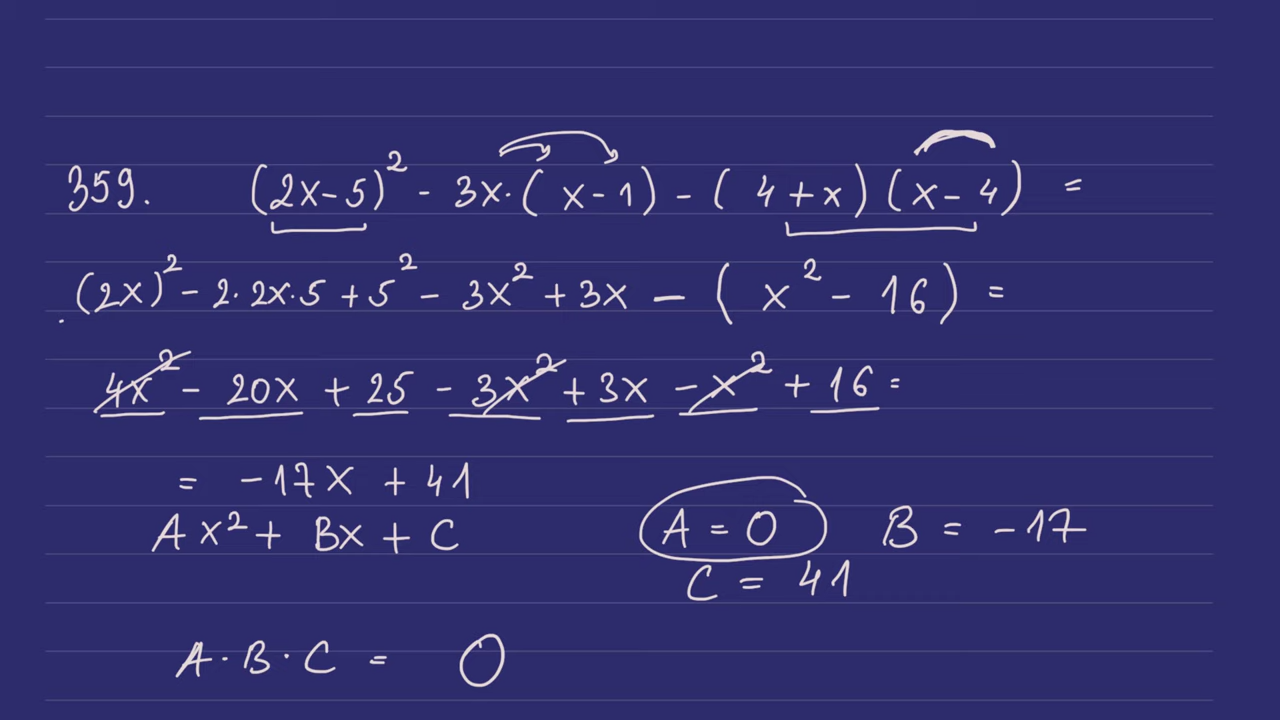 359. (2x-5)² - 3x·(x-1) - (4+x)(x-4) =
(2x)² - 2·2x·5 + 5² - 3x² + 3x - (x² - 16) =
4x² - 20x + 25 - 3x² + 3x - x² + 16 =
= -17x + 41
Ax² + Bx + C A = 0 B = -17
C = 41
A·B·C = 0